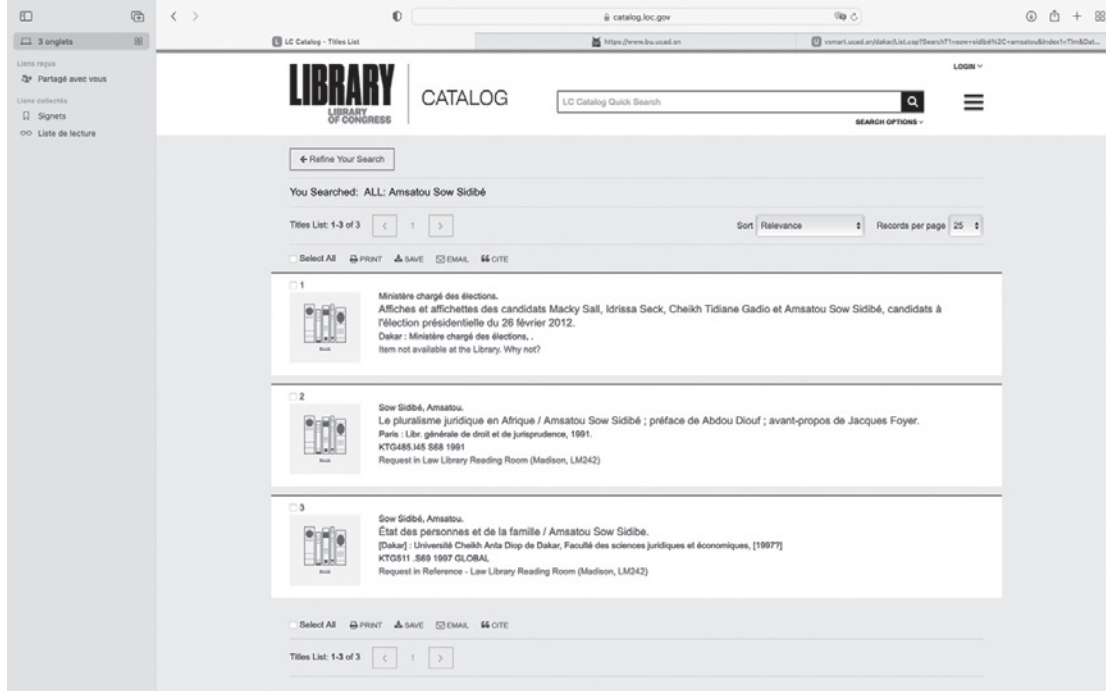 catalog.loc.gov
3 onglets
Liens reçus
Partagé avec vous
Liens collectés
Signets
Liste de lecture
LC Catalog - Titles List
https://www.bu.ucad.sn
LOGIN
LIBRARY
LIBRARY
OF CONGRESS
CATALOG
LC Catalog Quick Search
SEARCH OPTIONS
Refine Your Search
You Searched: ALL: Amsatou Sow Sidibé
Titles List: 1-3 of 3 < 1 >
Sort Relevance
Records per page 25
Select All PRINT SAVE EMAIL CITE
1
Book
Ministère chargé des élections.
Affiches et affichettes des candidats Macky Sall, Idrissa Seck, Cheikh Tidiane Gadio et Amsatou Sow Sidibé, candidats à
l'élection présidentielle du 26 février 2012.
Dakar : Ministère chargé des élections, .
Item not available at the Library. Why not?
2
Book
Sow Sidibé, Amsatou.
Le pluralisme juridique en Afrique / Amsatou Sow Sidibé ; préface de Abdou Diouf ; avant-propos de Jacques Foyer.
Paris : Libr. générale de droit et de jurisprudence, 1991.
KTG485.I45 S68 1991
Request in Law Library Reading Room (Madison, LM242)
3
Book
Sow Sidibé, Amsatou.
État des personnes et de la famille / Amsatou Sow Sidibe.
[Dakar] : Université Cheikh Anta Diop de Dakar, Faculté des sciences juridiques et économiques, [1997?]
KTG511 .S69 1997 GLOBAL
Request in Reference - Law Library Reading Room (Madison, LM242)
Select All PRINT SAVE EMAIL CITE
Titles List: 1-3 of 3 < 1 >